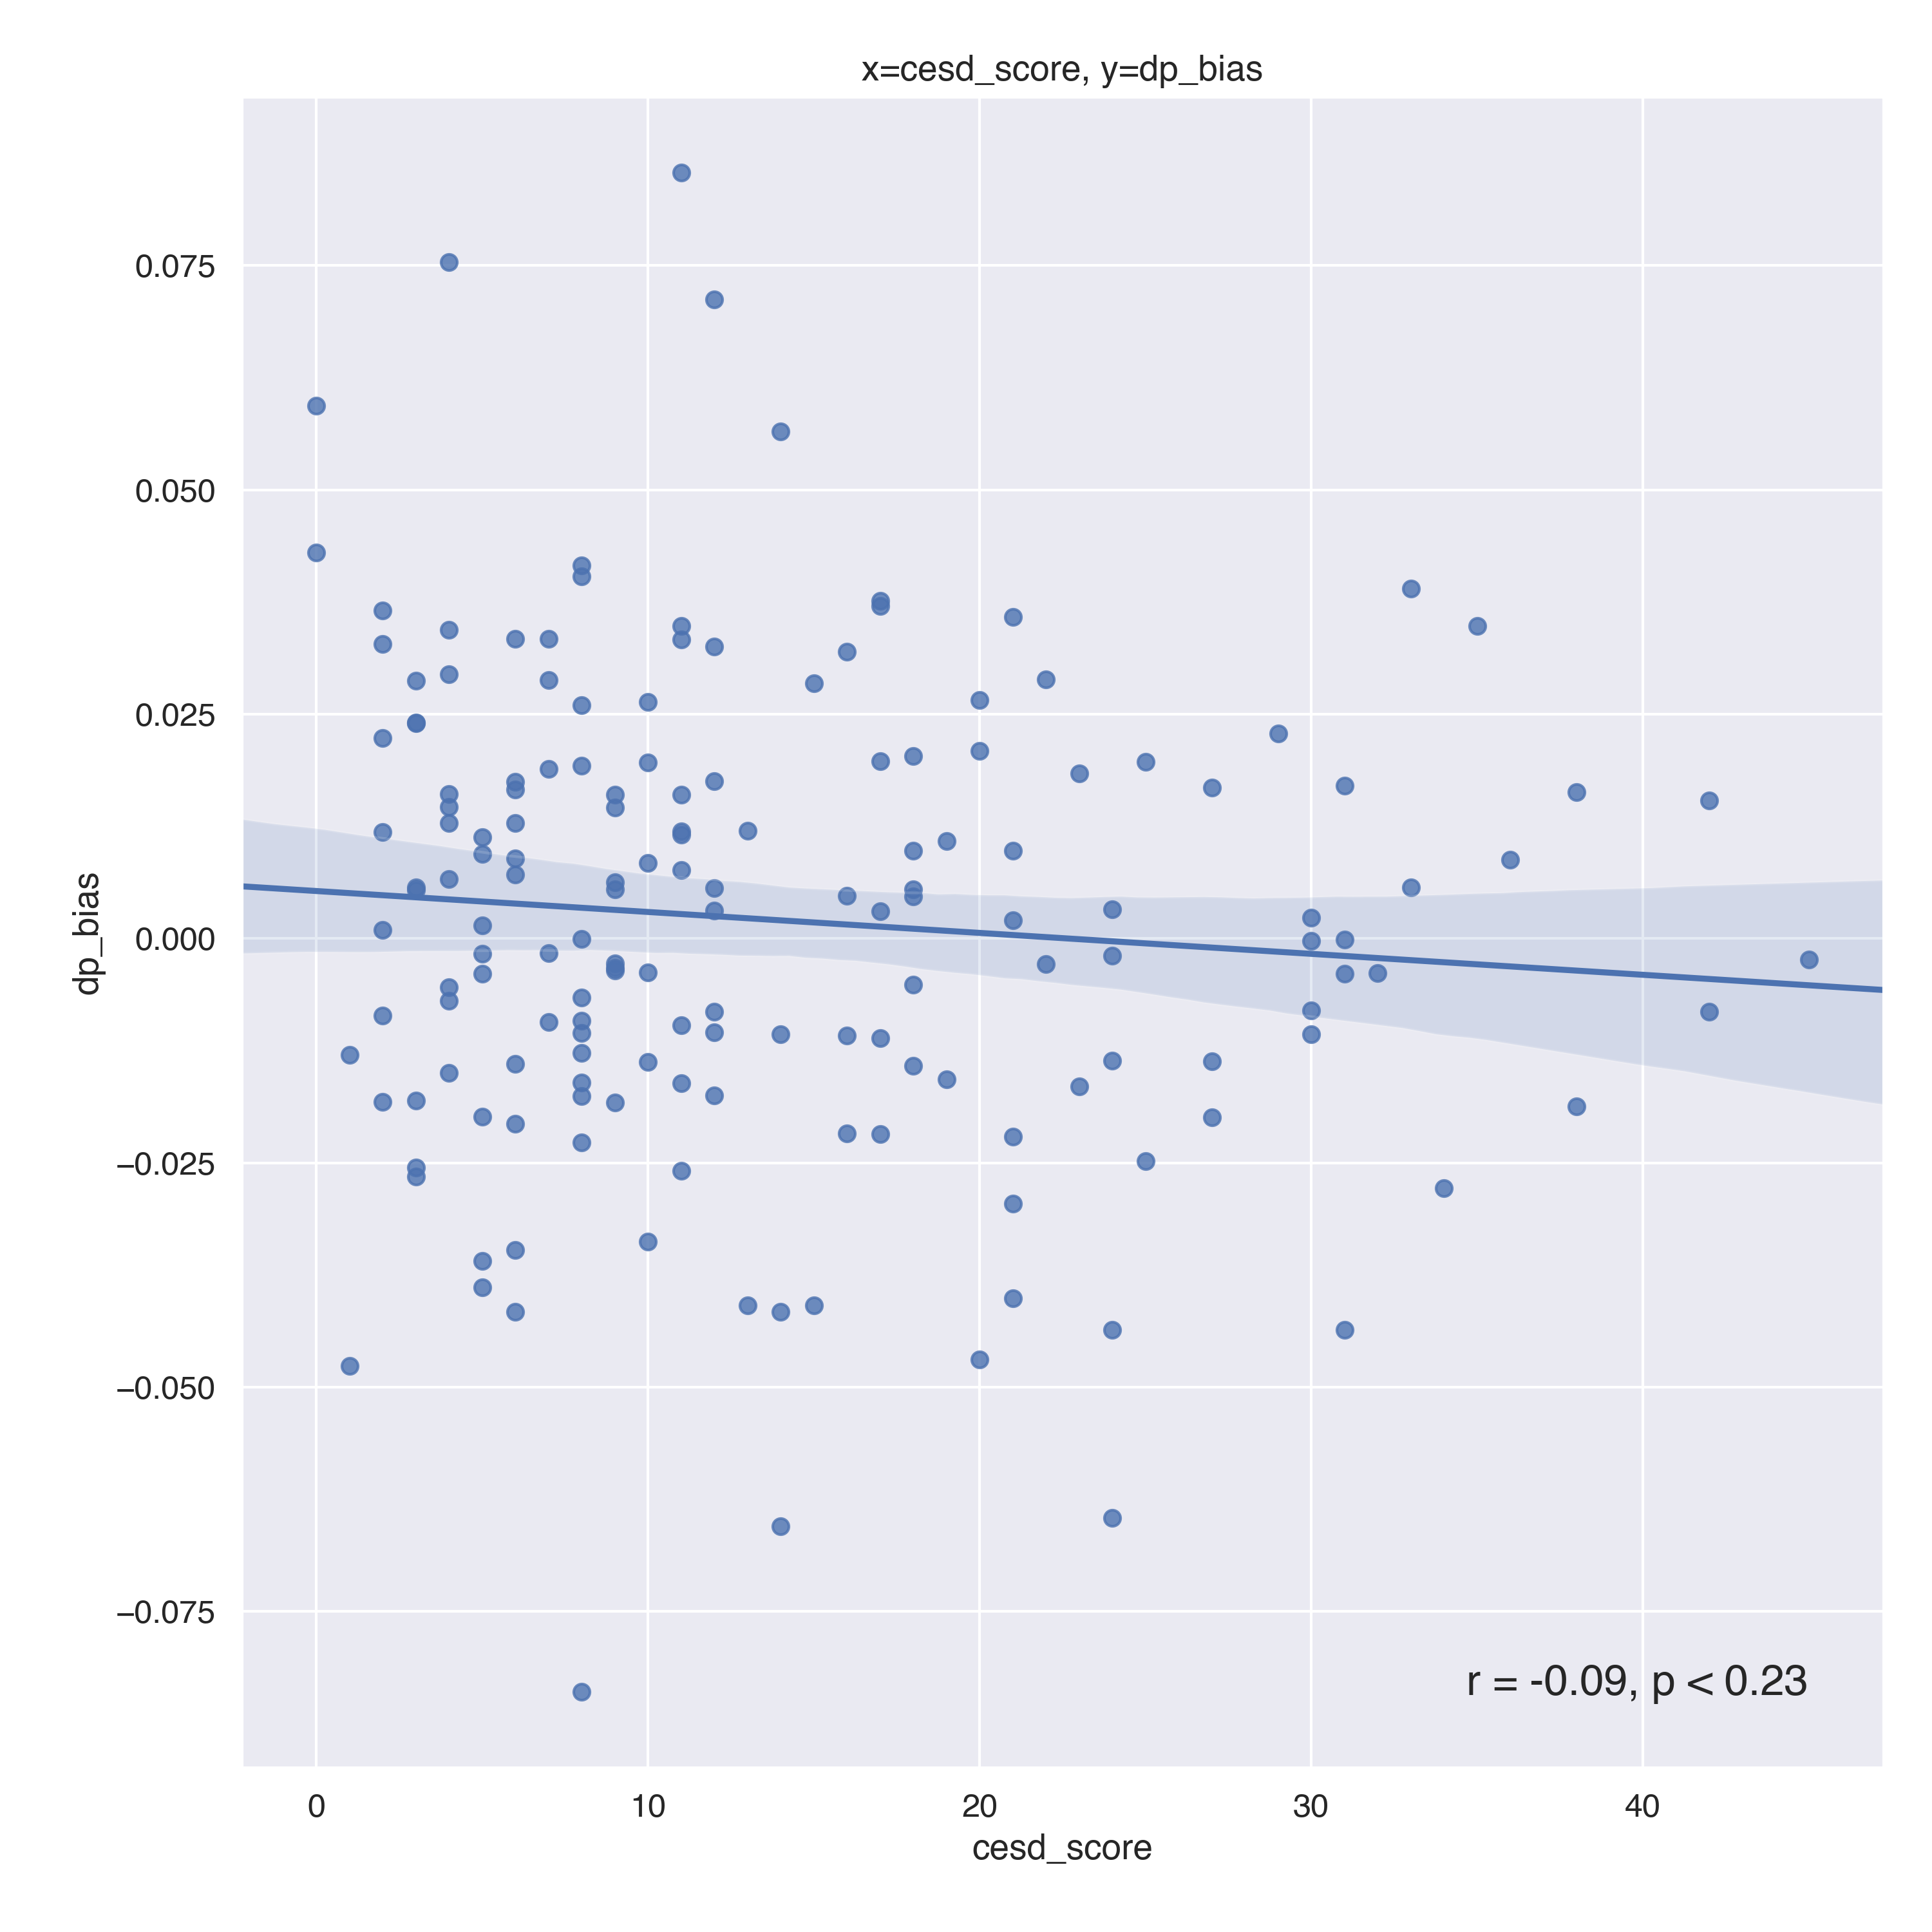 x=cesd_score, y=dp_bias
0.075
0.050
0.025
0.000
−0.025
−0.050
−0.075
dp_bias
r = -0.09, p < 0.23
0 10 20 30 40
cesd_score